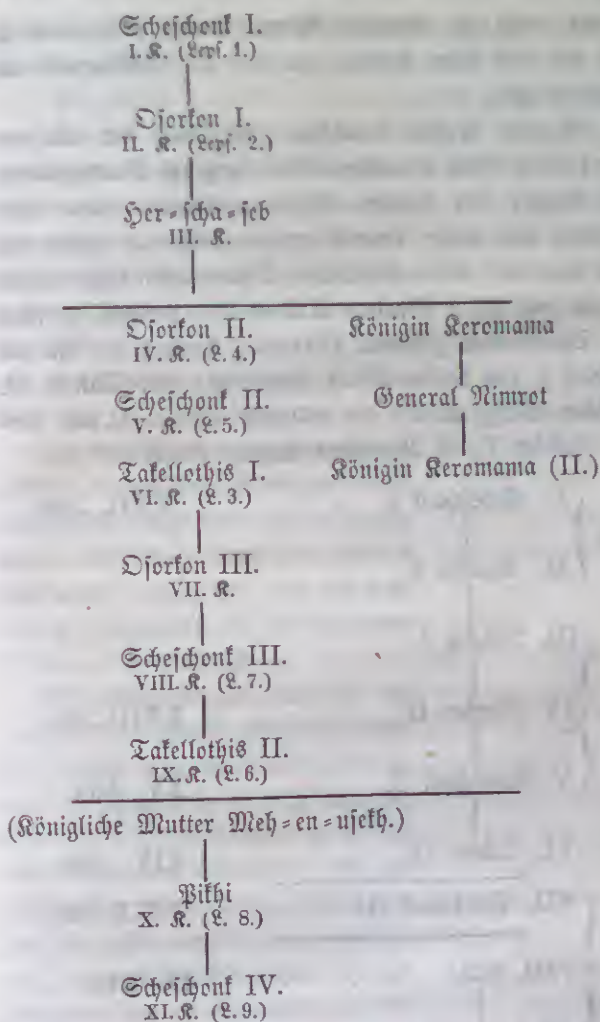 Scheschonk I.
I. K. (Leps. 1.)
Osorkon I.
II. K. (Leps. 2.)
Her-scha-seb
III. K.
Osorkon II. Königin Keromama
IV. K. (L. 4.)
Scheschonk II. General Nimrot
V. K. (L. 5.)
Takellothis I. Königin Keromama (II.)
VI. K. (L. 3.)
Osorkon III.
VII. K.
Scheschonk III.
VIII. K. (L. 7.)
Takellothis II.
IX. K. (L. 6.)
(Königliche Mutter Meh-en-usekh.)
Pikhi
X. K. (L. 8.)
Scheschonk IV.
XI. K. (L. 9.)